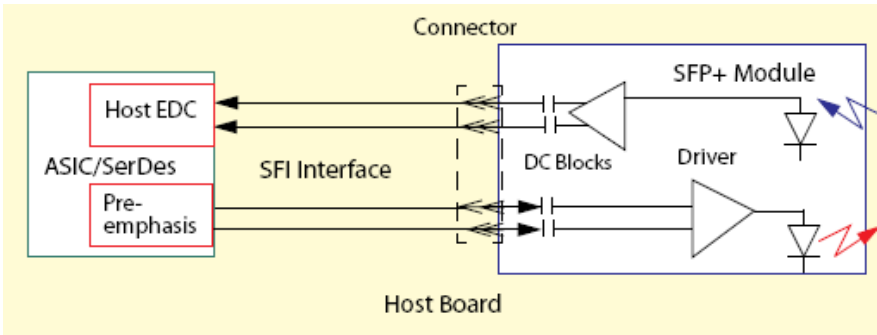 Connector
SFP+ Module
Host EDC
ASIC/SerDes
SFI Interface
DC Blocks
Driver
Pre-
emphasis
Host Board